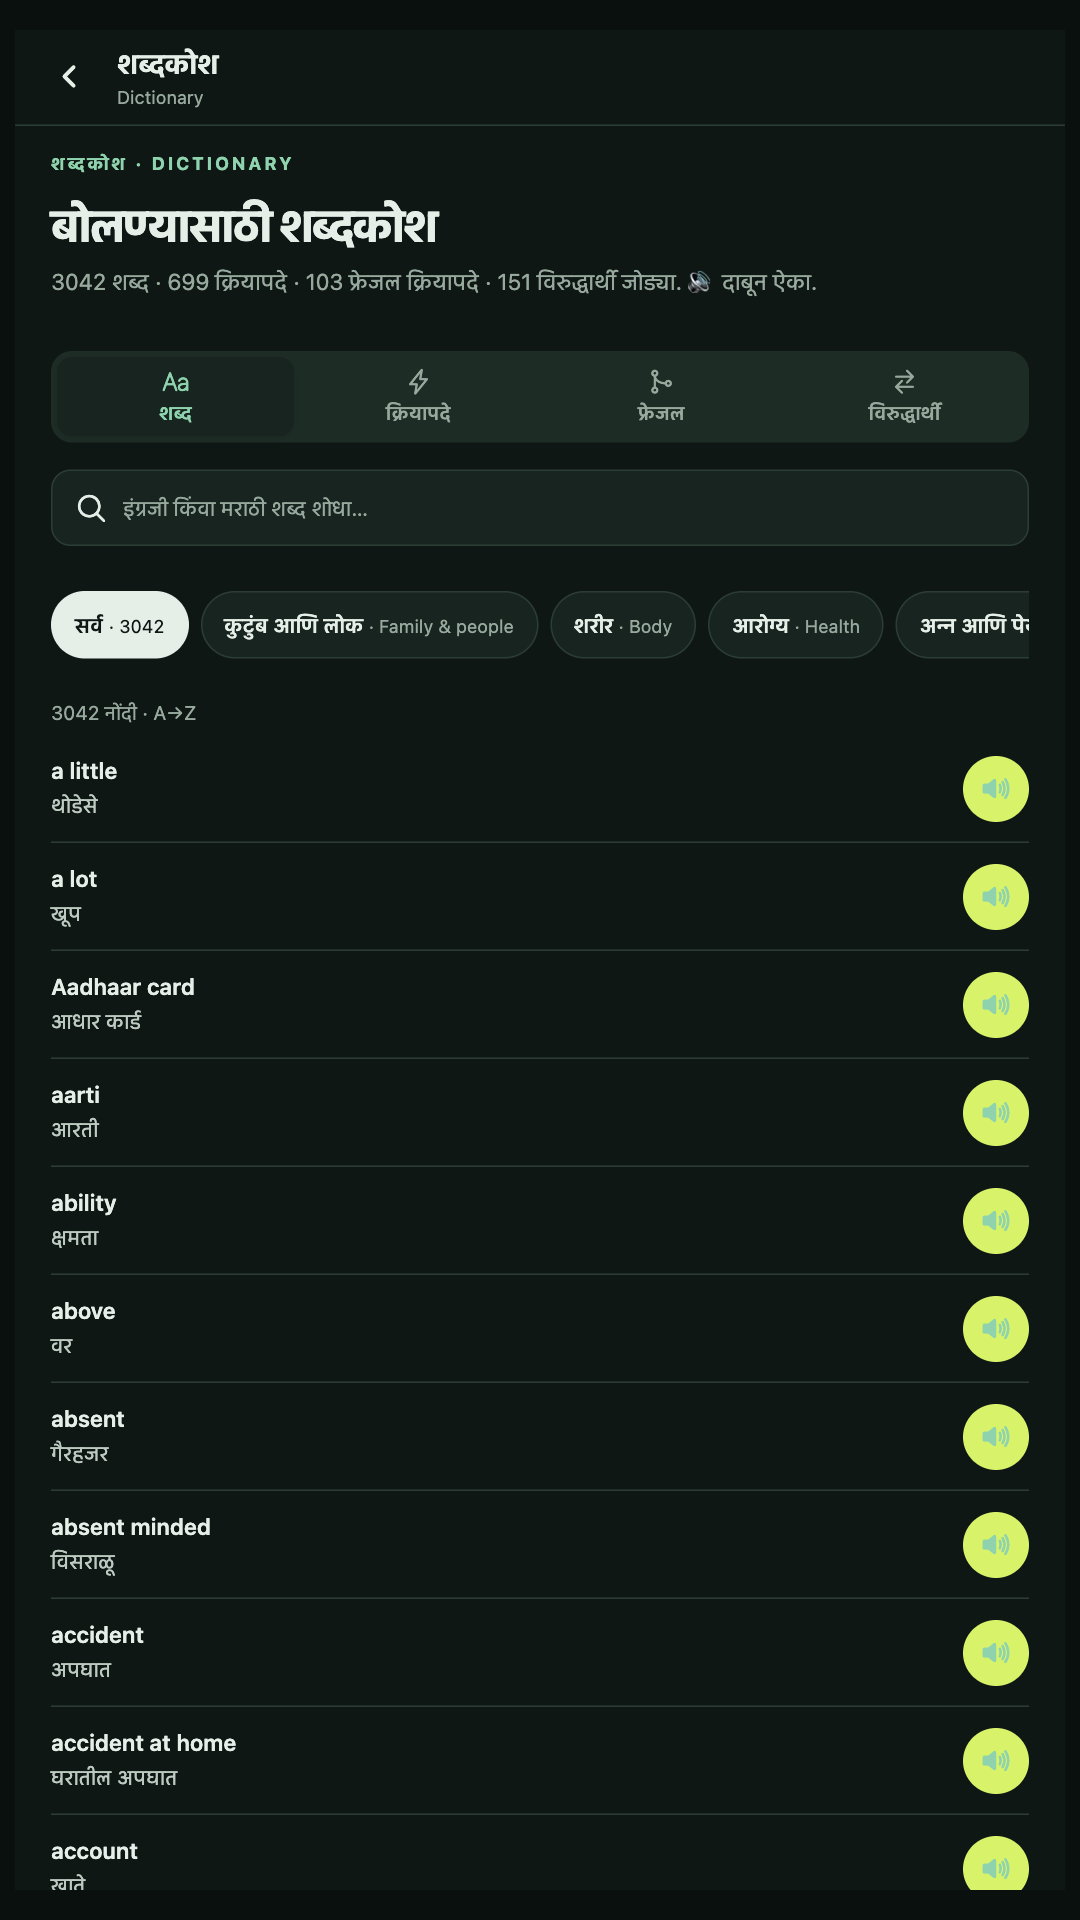 शब्दकोश
Dictionary
शब्दकोश · DICTIONARY
बोलण्यासाठी शब्दकोश
3042 शब्द · 699 क्रियापदे · 103 फ्रेजल क्रियापदे · 151 विरुद्धार्थी जोड्या. 🔊 दाबून ऐका.
Aa
शब्द
क्रियापदे
फ्रेजल
विरुद्धार्थी
इंग्रजी किंवा मराठी शब्द शोधा...
सर्व · 3042
कुटुंब आणि लोक · Family & people
शरीर · Body
आरोग्य · Health
अन्न आणि
3042 नोंदी · A→Z
a little
थोडेसे
a lot
खूप
Aadhaar card
आधार कार्ड
aarti
आरती
ability
क्षमता
above
वर
absent
गैरहजर
absent minded
विसराळू
accident
अपघात
accident at home
घरातील अपघात
account
खाते